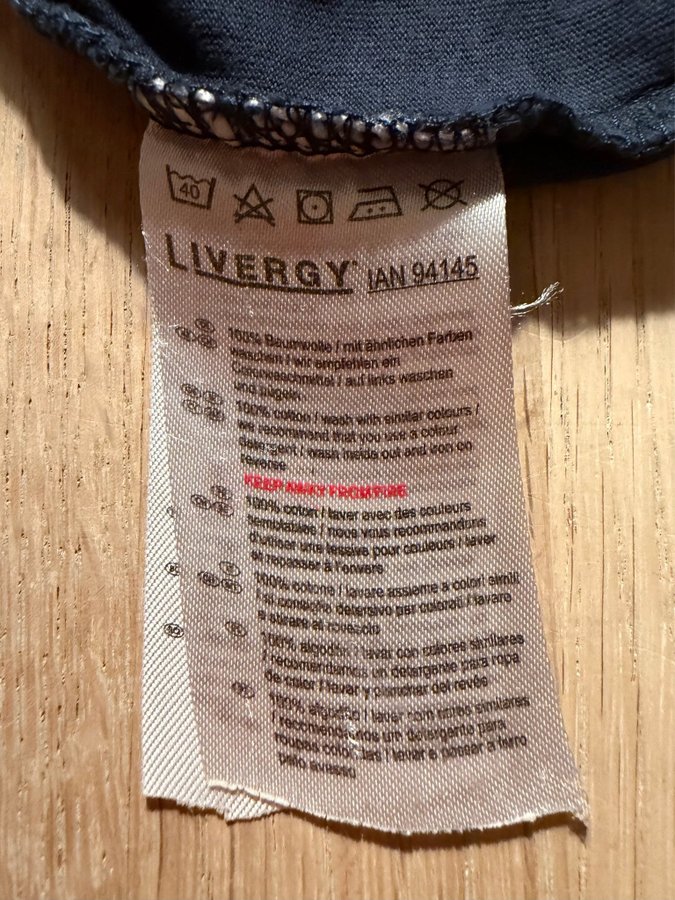 40
LIVERGY® IAN 94145
100% Baumwolle / mit ähnlichen Farben
waschen / wir empfehlen ein
Colorwaschmittel / auf links waschen
und bügeln
100% cotton / wash with similar colours /
we recommend that you use a colour
detergent / wash inside out and iron on
reverse
KEEP AWAY FROM FIRE
100% coton / laver avec des couleurs
semblables / nous vous recommandons
d'utiliser une lessive pour couleurs / laver
et repasser à l'envers
100% cotone / lavare assieme a colori simili
/ si consiglia detersivo per colorati / lavare
e stirare al rovescio
100% algodón / lavar con colores similares
/ recomendamos un detergente para ropa
de color / lavar y planchar del revés
100% algodão / lavar com cores similares
/ recomendamos um detergente para
roupas coloridas / lavar e engomar a ferro
pelo avesso